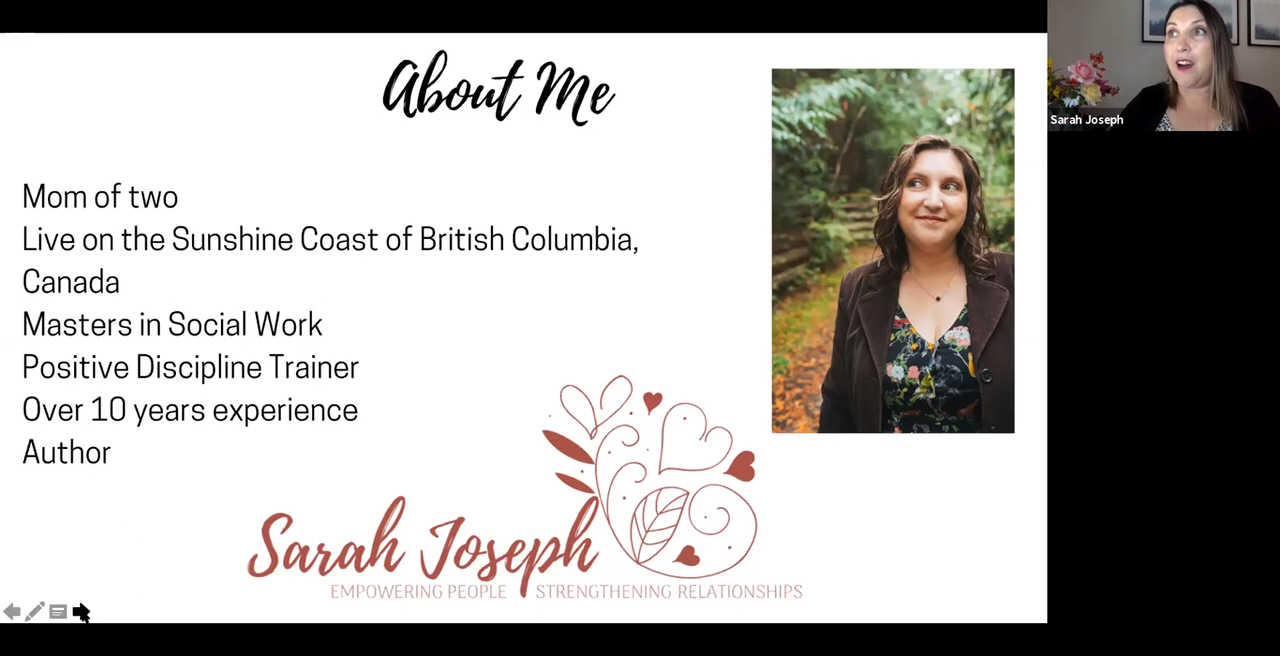 About Me
Mom of two
Live on the Sunshine Coast of British Columbia,
Canada
Masters in Social Work
Positive Discipline Trainer
Over 10 years experience
Author
Sarah Joseph
EMPOWERING PEOPLE STRENGTHENING RELATIONSHIPS
Sarah Joseph